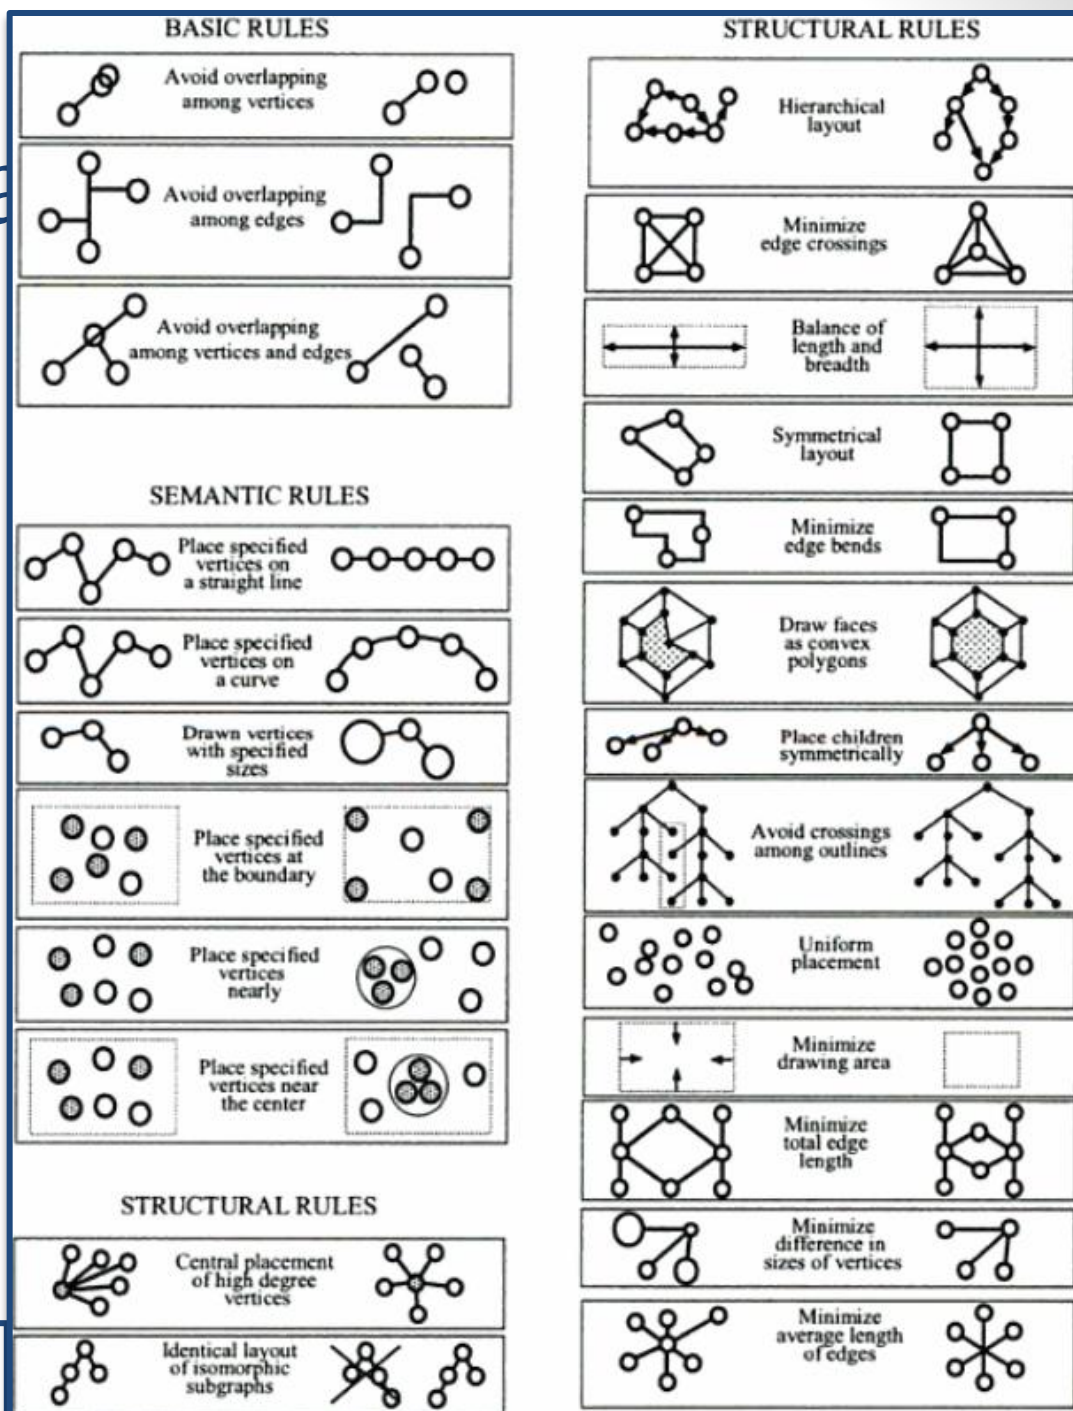 BASIC RULES
Avoid overlapping
among vertices
Avoid overlapping
among edges
Avoid overlapping
among vertices and edges
SEMANTIC RULES
Place specified
vertices on
a straight line
Place specified
vertices on
a curve
Drawn vertices
with specified
sizes
Place specified
vertices at
the boundary
Place specified
vertices
nearly
Place specified
vertices near
the center
STRUCTURAL RULES
Central placement
of high degree
vertices
Identical layout
of isomorphic
subgraphs
STRUCTURAL RULES
Hierarchical
layout
Minimize
edge crossings
Balance of
length and
breadth
Symmetrical
layout
Minimize
edge bends
Draw faces
as convex
polygons
Place children
symmetrically
Avoid crossings
among outlines
Uniform
placement
Minimize
drawing area
Minimize
total edge
length
Minimize
difference in
sizes of vertices
Minimize
average length
of edges